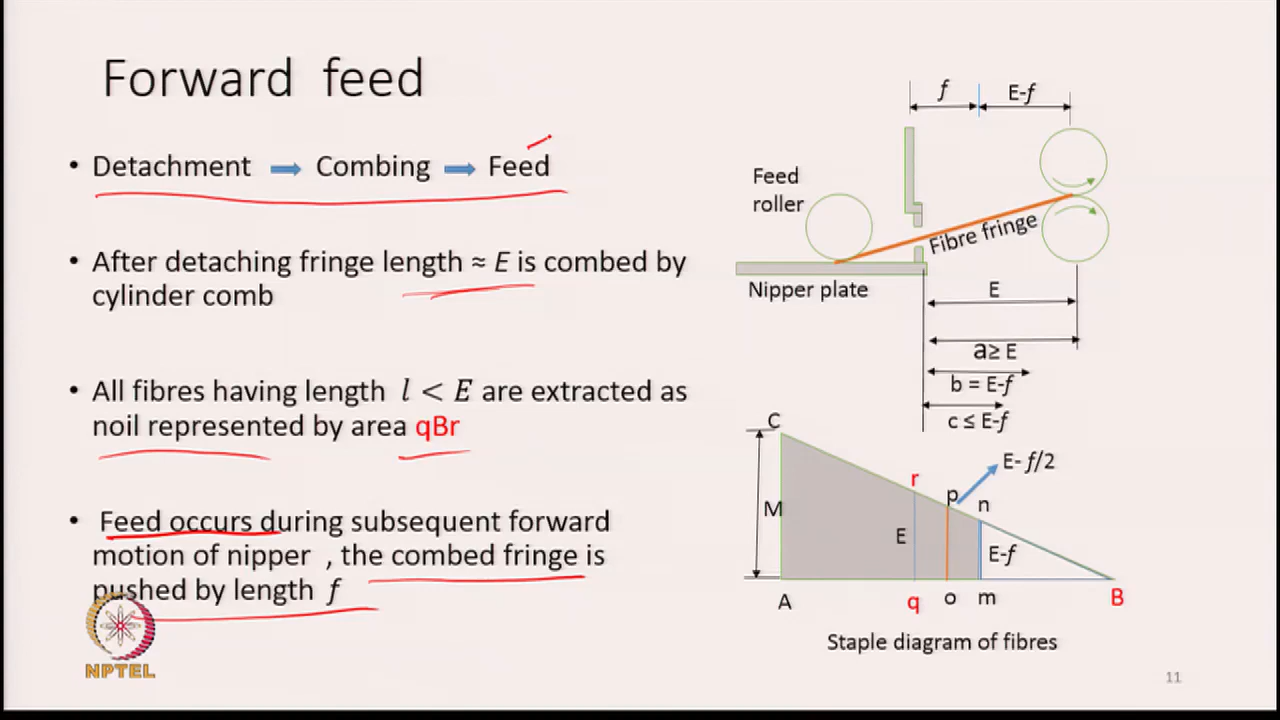 Forward feed
• Detachment → Combing → Feed
• After detaching fringe length ≈ E is combed by
cylinder comb
• All fibres having length l < E are extracted as
noil represented by area qBr
• Feed occurs during subsequent forward
motion of nipper , the combed fringe is
pushed by length f
NPTEL
f
E-f
Feed
roller
Fibre fringe
Nipper plate
E
a≥ E
b = E-f
c ≤ E-f
C
E- f/2
r
p
n
M
E
E-f
A
q
o
m
B
Staple diagram of fibres
11